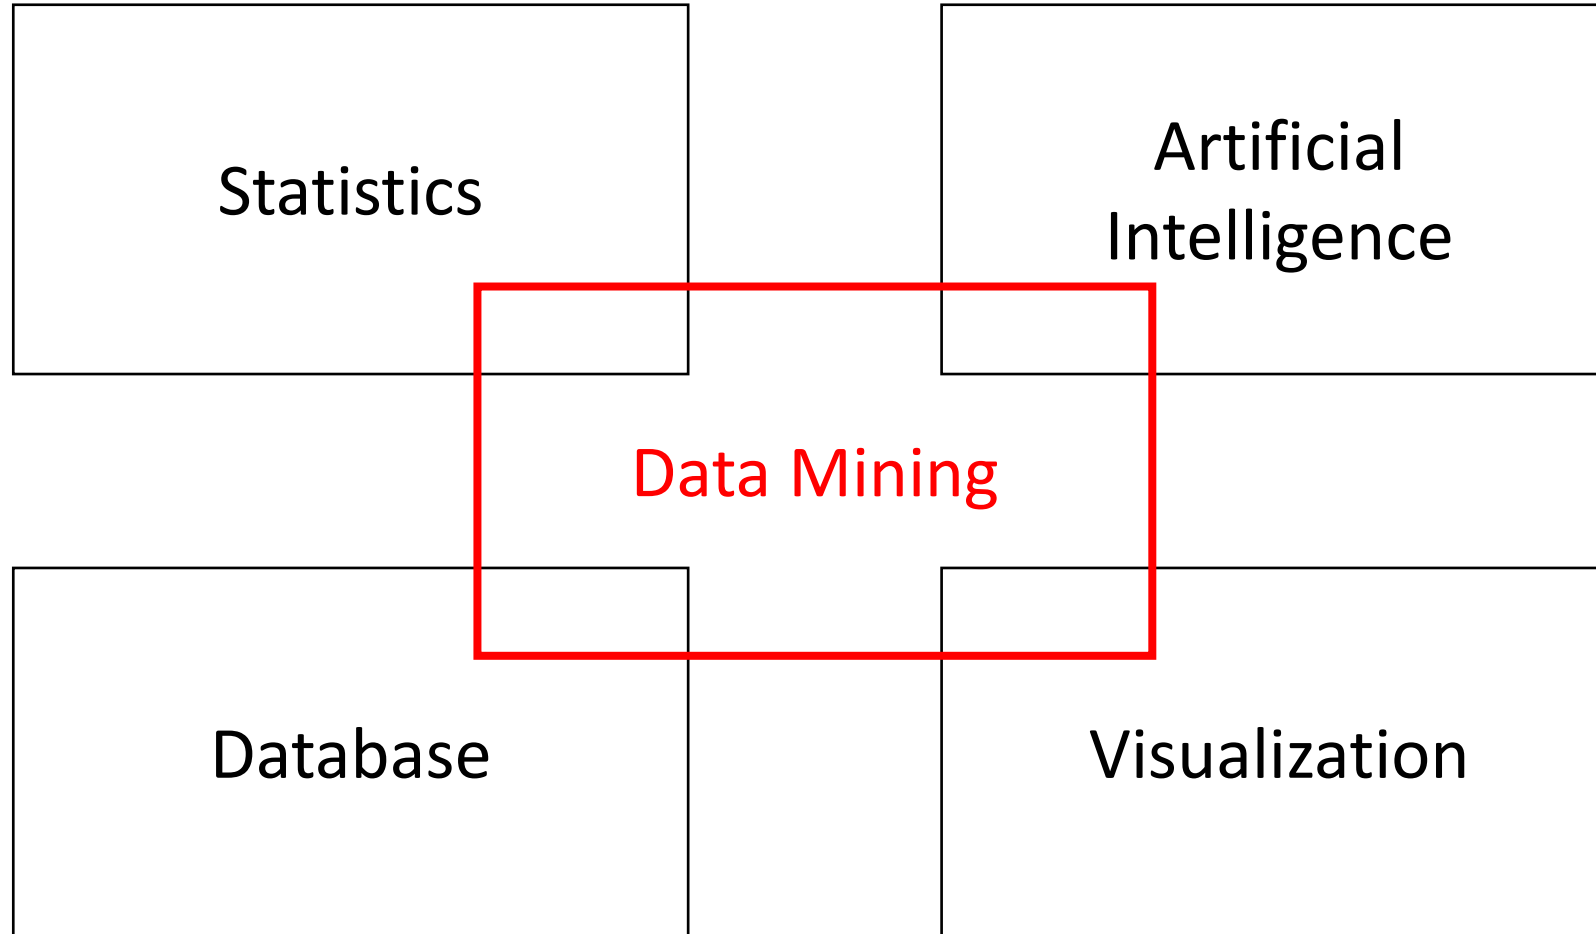 Statistics
Artificial
Intelligence
Data Mining
Database
Visualization